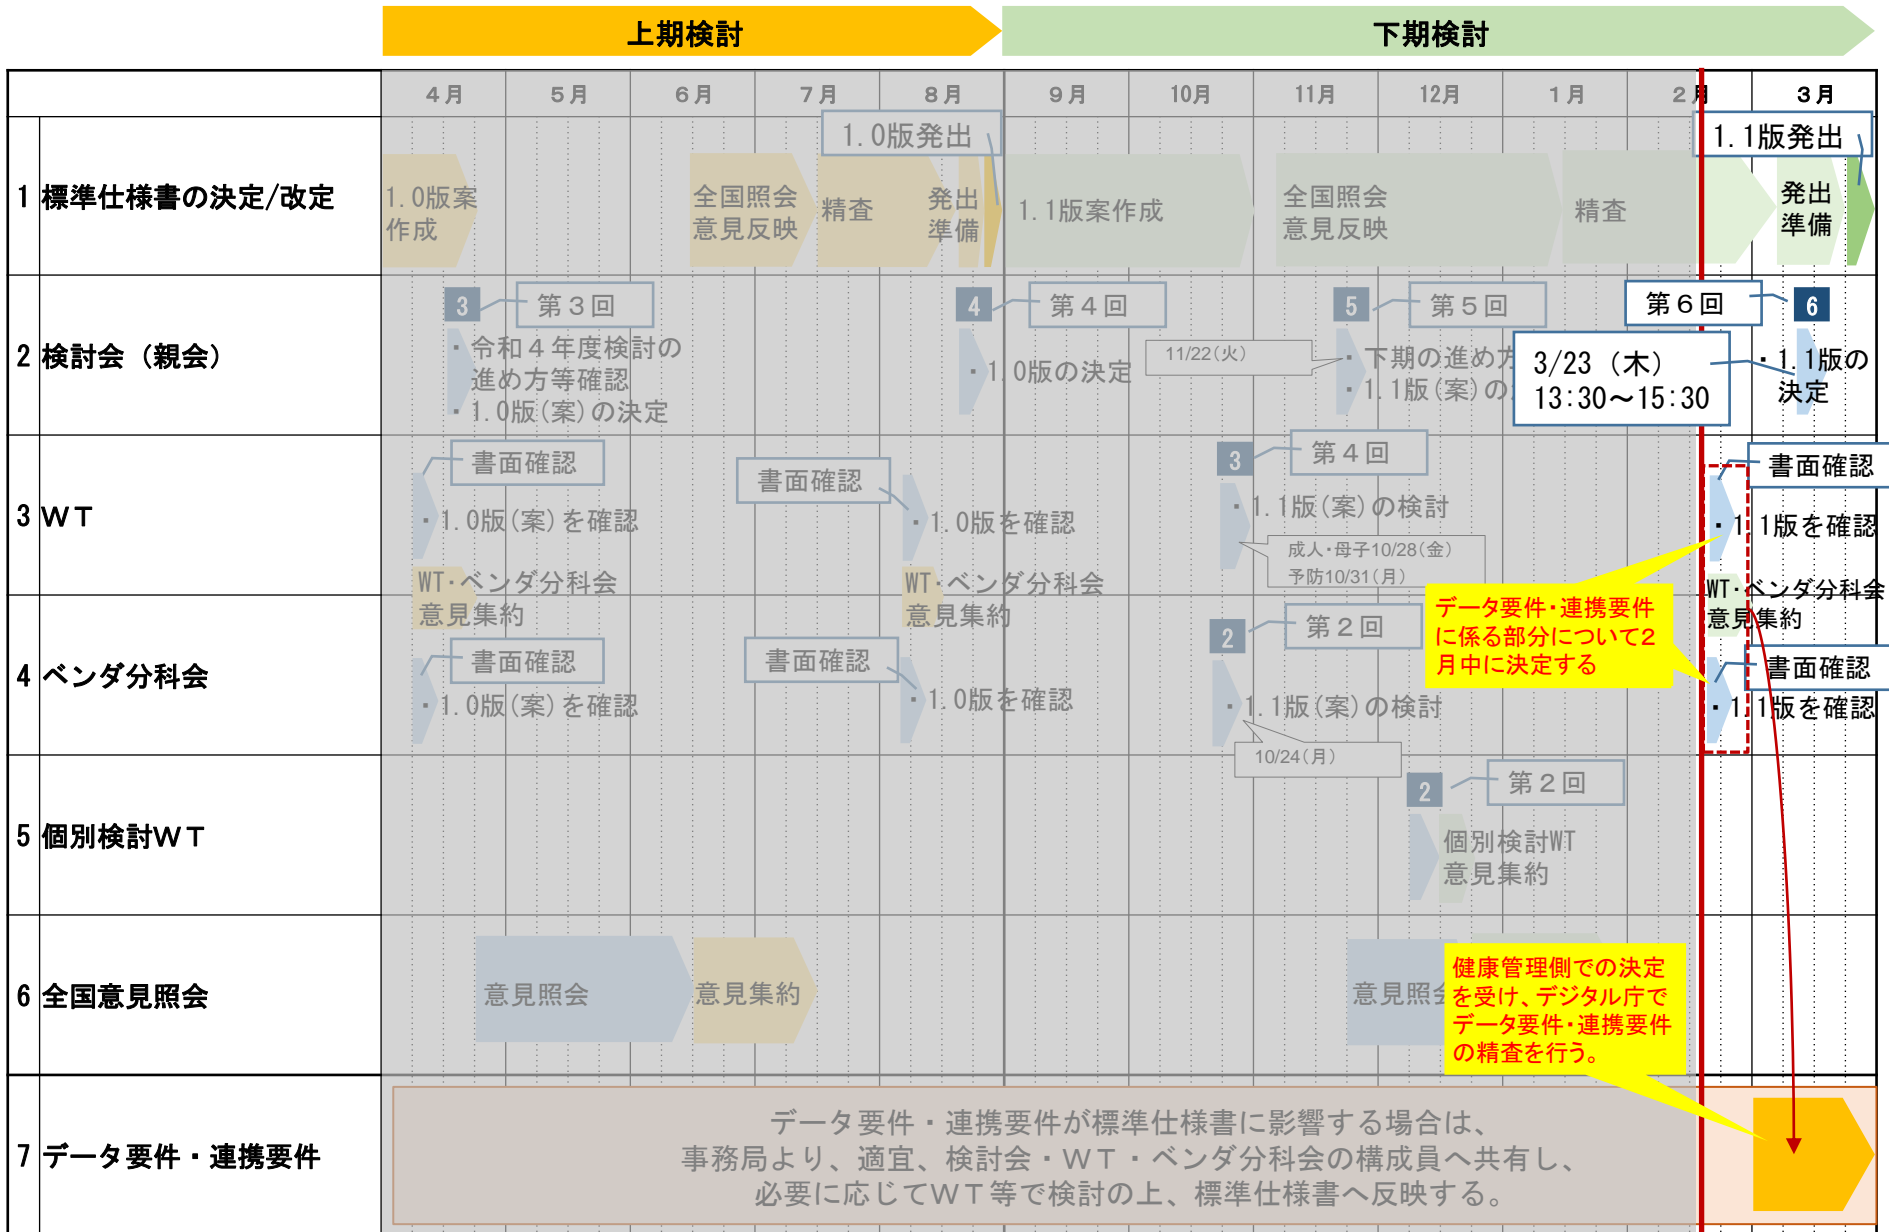 上期検討
下期検討
4月 5月 6月 7月 8月 9月 10月 11月 12月 1月 2月 3月
1 標準仕様書の決定/改定
1.0版案
作成
全国照会
意見反映
精査
発出
準備
1.0版発出
1.1版案作成
全国照会
意見反映
精査
発出
準備
1.1版発出
2 検討会（親会）
3
第３回
・令和４年度検討の
進め方等確認
・1.0版(案)の決定
4
第４回
・1.0版の決定
11/22(火)
5
第５回
・下期の進め方
・1.1版(案)の
第６回
6
3/23（木）
13:30～15:30
・1.1版の
決定
3 ＷＴ
書面確認
・1.0版(案)を確認
書面確認
・1.0版を確認
3
第４回
・1.1版(案)の検討
成人・母子10/28(金)
予防10/31(月)
書面確認
・1.1版を確認
WT・ベンダ分科会
意見集約
WT・ベンダ分科会
意見集約
WT・ベンダ分科会
意見集約
データ要件・連携要件
に係る部分について2
月中に決定する
4 ベンダ分科会
書面確認
・1.0版(案)を確認
書面確認
・1.0版を確認
2
第２回
・1.1版(案)の検討
10/24(月)
書面確認
・1.1版を確認
5 個別検討ＷＴ
2
第２回
個別検討WT
意見集約
6 全国意見照会
意見照会
意見集約
意見照会
健康管理側での決定
を受け、デジタル庁で
データ要件・連携要件
の精査を行う。
7 データ要件・連携要件
データ要件・連携要件が標準仕様書に影響する場合は、
事務局より、適宜、検討会・ＷＴ・ベンダ分科会の構成員へ共有し、
必要に応じてＷＴ等で検討の上、標準仕様書へ反映する。